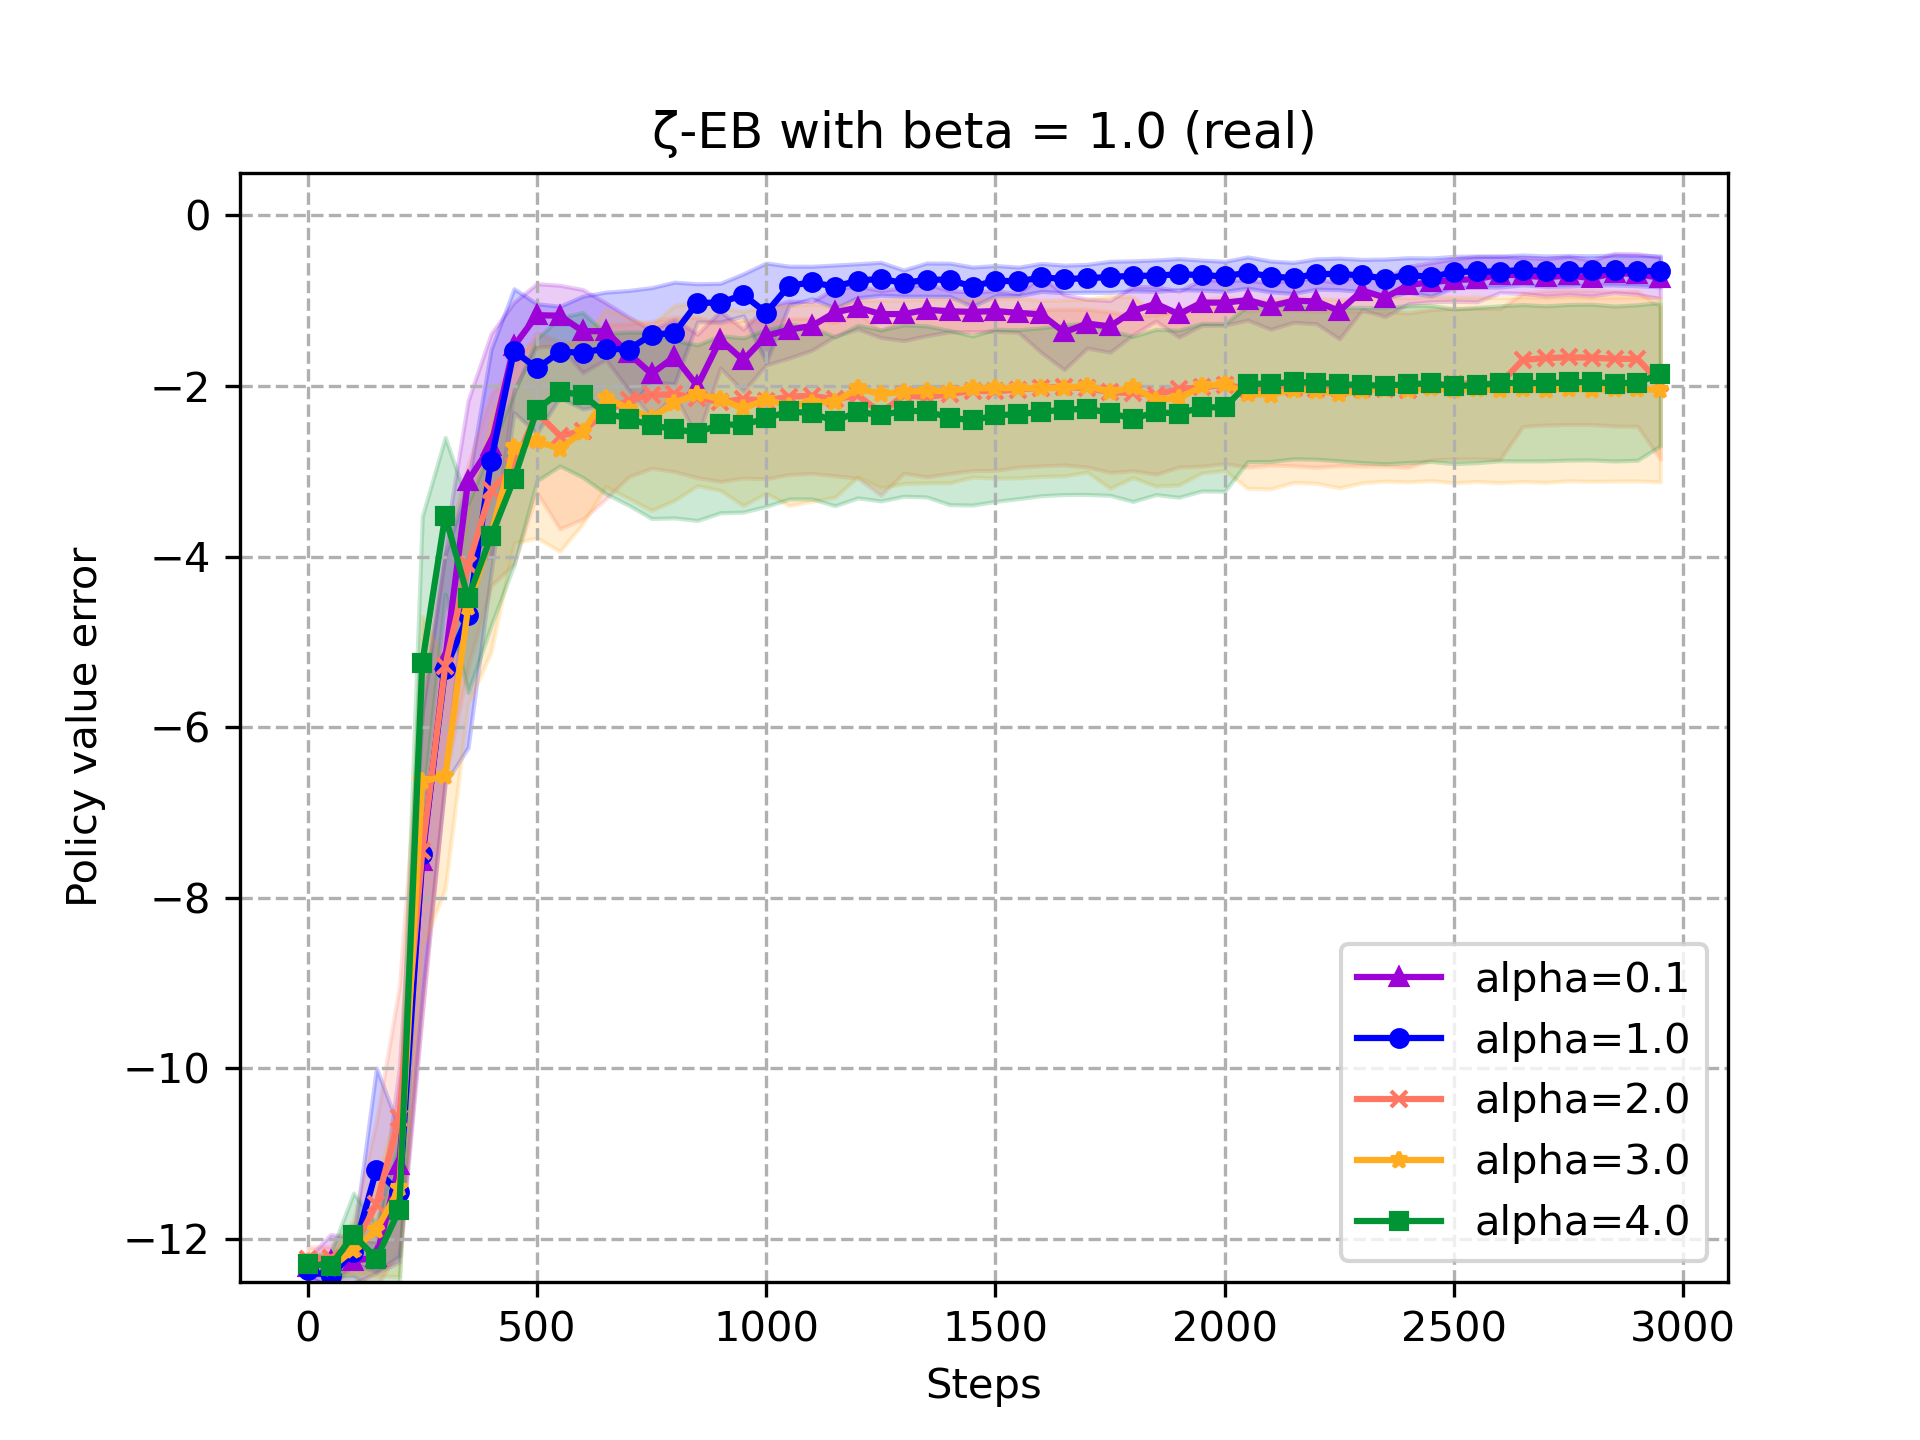 ζ-EB with beta = 1.0 (real)
0
−2
−4
−6
−8
−10
−12
Policy value error
0 500 1000 1500 2000 2500 3000
Steps
alpha=0.1
alpha=1.0
alpha=2.0
alpha=3.0
alpha=4.0